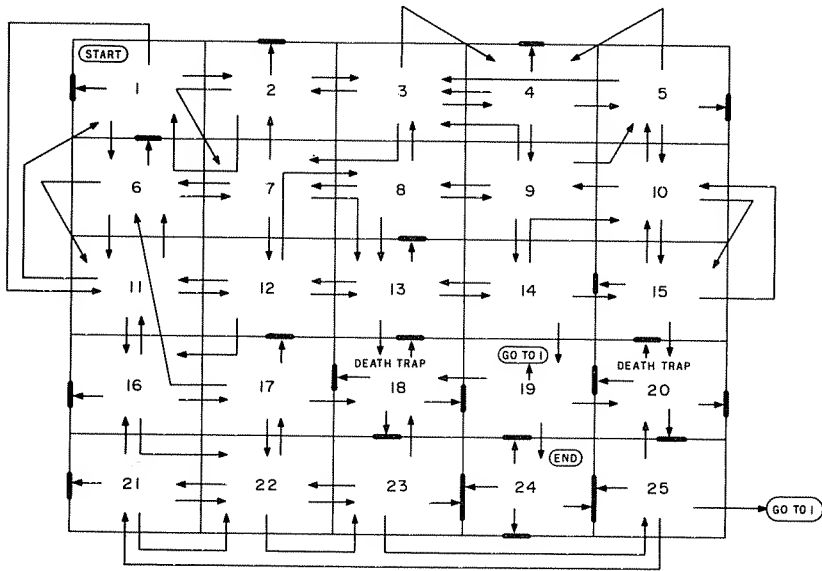 START
1 2 3 4 5
6 7 8 9 10
11 12 13 14 15
GO TO 1
DEATH TRAP DEATH TRAP
16 17 18 19 20
END
21 22 23 24 25
GO TO 1